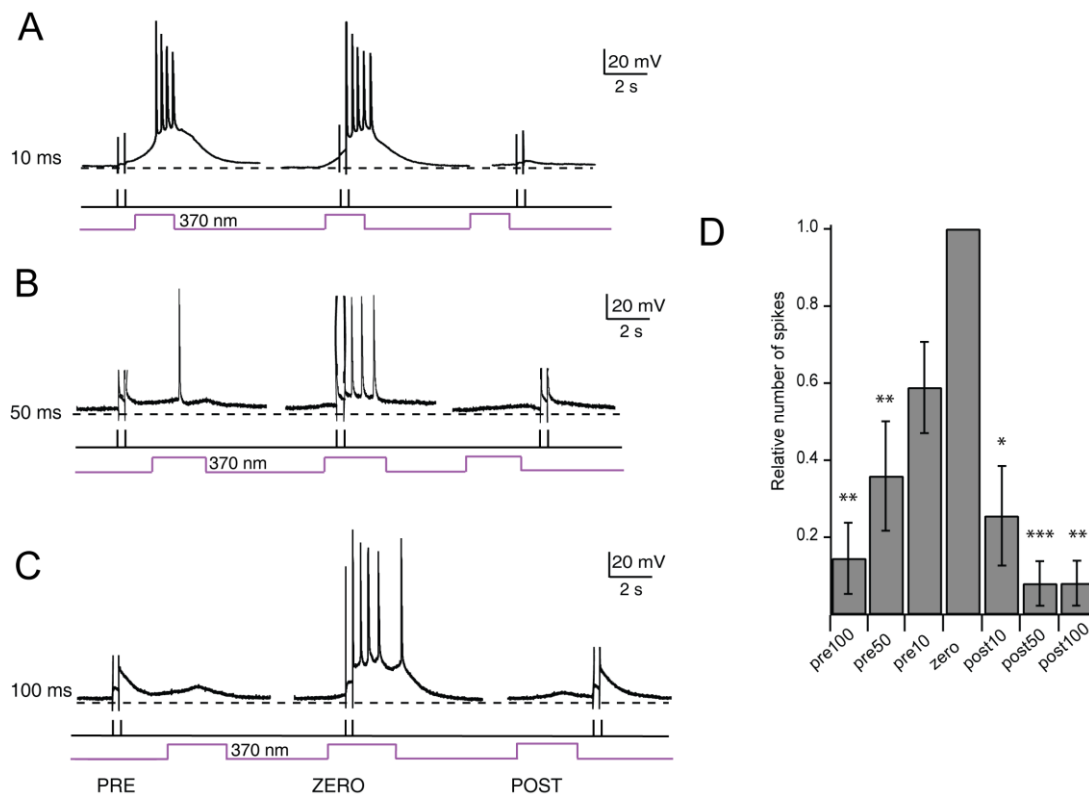 A
20 mV
2 s
10 ms
370 nm
B
20 mV
2 s
50 ms
370 nm
C
20 mV
2 s
100 ms
370 nm
PRE ZERO POST
D
Relative number of spikes
1.0
0.8
0.6
0.4
0.2
** ** * *** **
pre100 pre50 pre10 zero post10 post50 post100